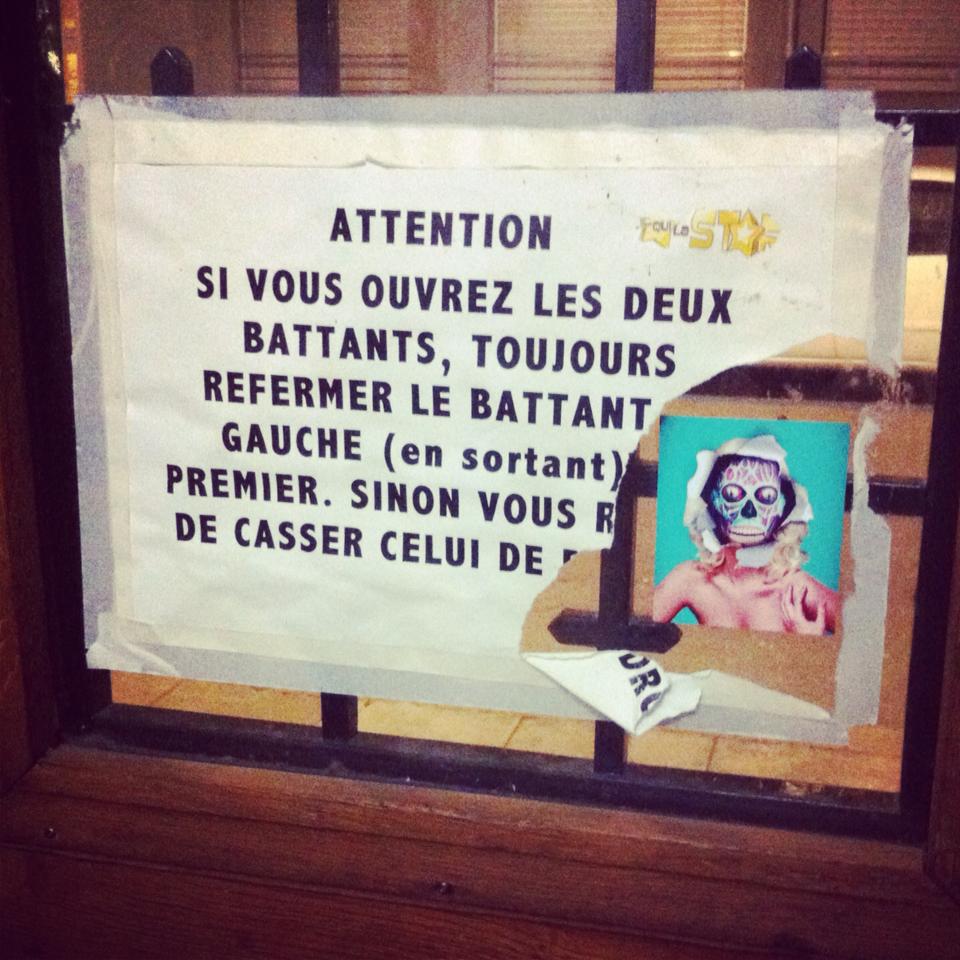 ATTENTION
SI VOUS OUVREZ LES DEUX
BATTANTS, TOUJOURS
REFERMER LE BATTANT
GAUCHE (en sortant)
PREMIER. SINON VOUS R
DE CASSER CELUI DE